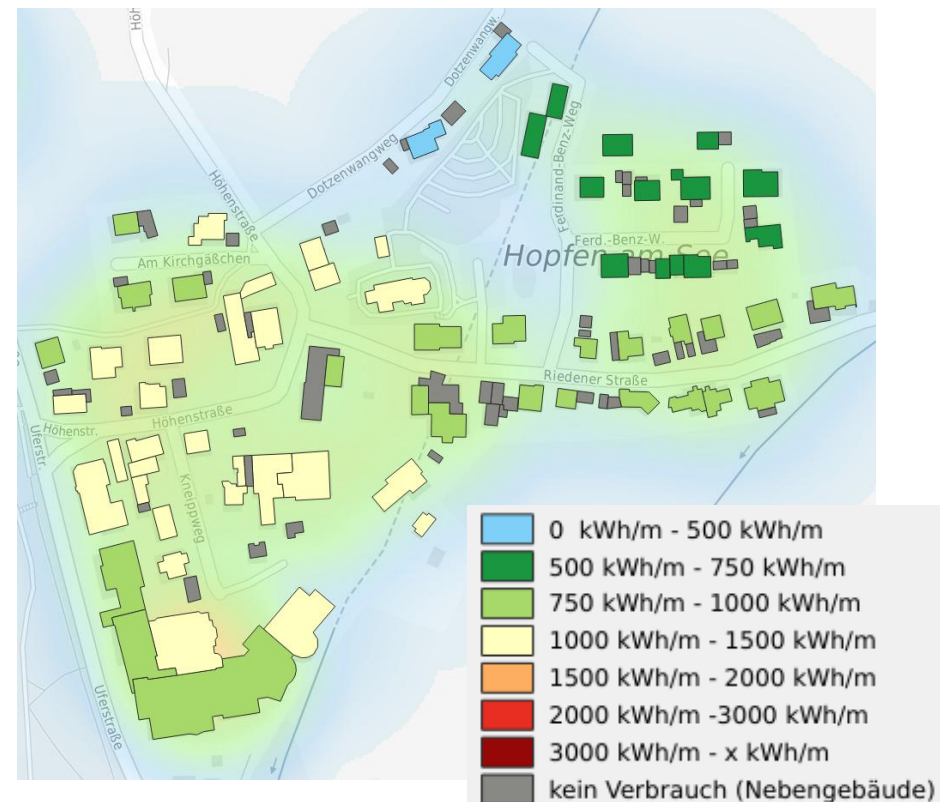 Höh
Dotzenwangw.
Dotzenwangweg
Höhenstraße
Ferdinand-Benz-Weg
Ferd.-Benz-W.
Hopfen am See
Am Kirchgäßchen
Riedener Straße
Höhenstraße
Höhenstr.
Uferstr.
Kneippweg
Uferstraße
0 kWh/m - 500 kWh/m
500 kWh/m - 750 kWh/m
750 kWh/m - 1000 kWh/m
1000 kWh/m - 1500 kWh/m
1500 kWh/m - 2000 kWh/m
2000 kWh/m -3000 kWh/m
3000 kWh/m - x kWh/m
kein Verbrauch (Nebengebäude)